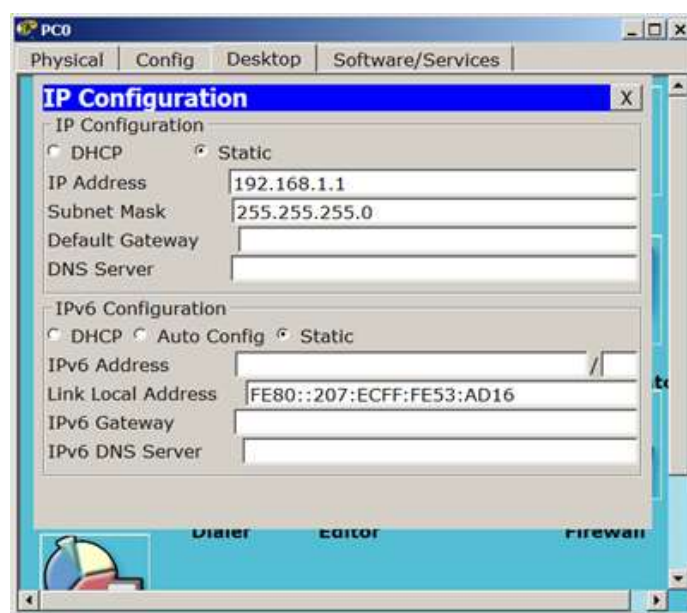 PC0
Physical Config Desktop Software/Services
IP Configuration X
IP Configuration
DHCP Static
IP Address 192.168.1.1
Subnet Mask 255.255.255.0
Default Gateway
DNS Server
IPv6 Configuration
DHCP Auto Config Static
IPv6 Address /
Link Local Address FE80::207:ECFF:FE53:AD16
IPv6 Gateway
IPv6 DNS Server
Dialer Editor Firewall